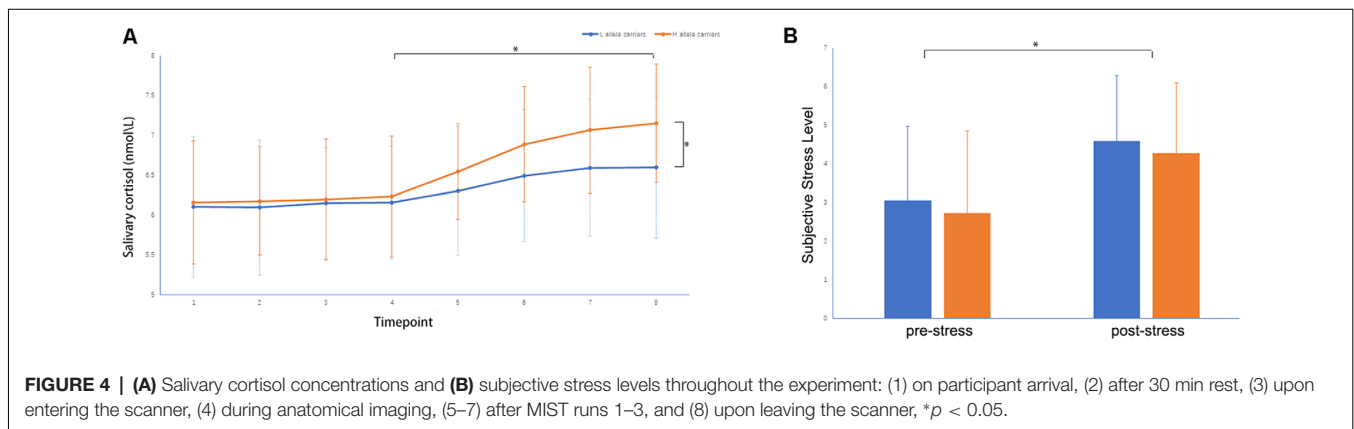 A
L allela carriars H allela carriars
*
8
7.5
7
6.5
6
5.5
5
Salivary cortisol (nmol\L)
*
1 2 3 4 5 6 7 8
Timepoint
B
*
7
6
5
4
3
2
1
0
Subjective Stress Level
pre-stress post-stress
FIGURE 4 | (A) Salivary cortisol concentrations and (B) subjective stress levels throughout the experiment: (1) on participant arrival, (2) after 30 min rest, (3) upon
entering the scanner, (4) during anatomical imaging, (5–7) after MIST runs 1–3, and (8) upon leaving the scanner, *p < 0.05.